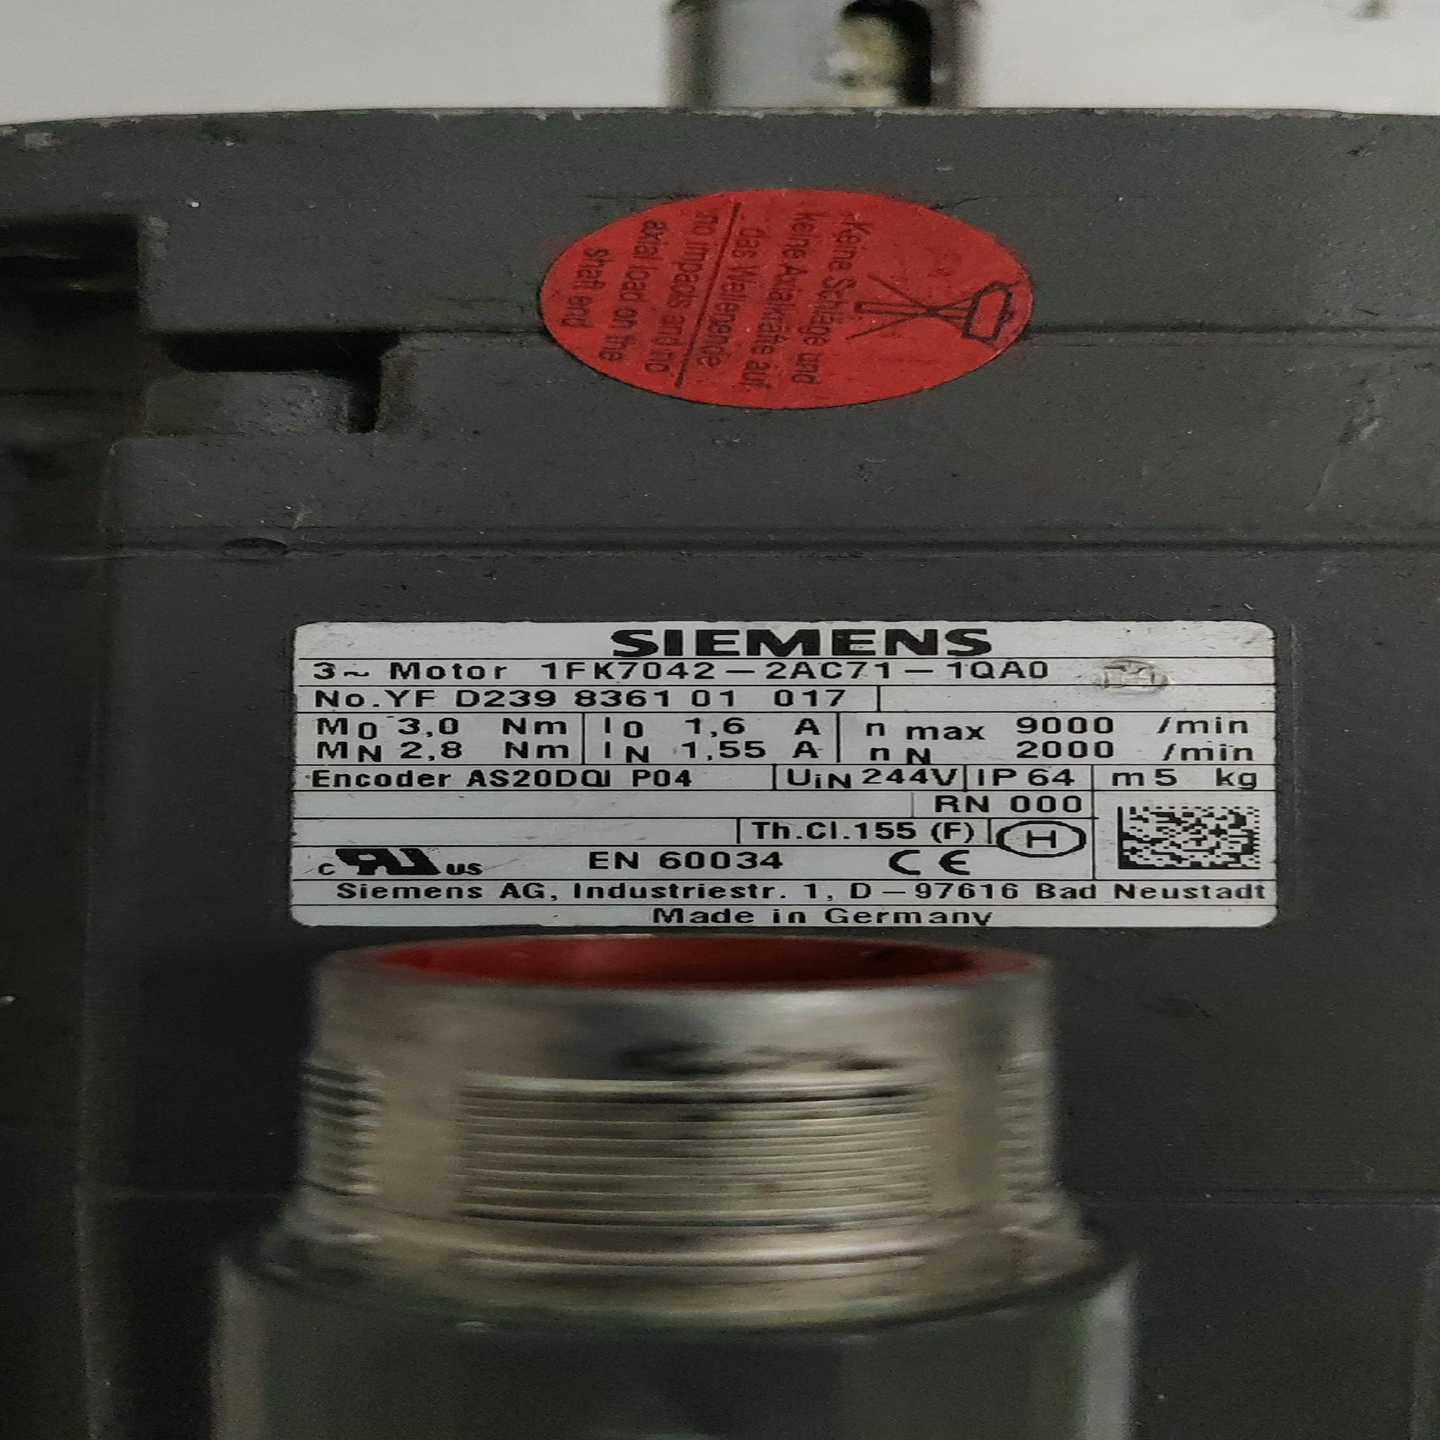 Keine Schläge und
keine Axialkräfte auf
das Wellenende
no impacts and no
axial load on the
shaft end
SIEMENS
3~ Motor 1FK7042-2AC71-1QA0
No.YF D239 8361 01 017
M0 3,0 Nm I0 1,6 A n max 9000 /min
MN 2,8 Nm IN 1,55 A nN 2000 /min
Encoder AS20DQI P04 UiN 244V IP 64 m 5 kg
RN 000
Th.Cl.155 (F) H
c RU US EN 60034 CE
Siemens AG, Industriestr. 1, D-97616 Bad Neustadt
Made in Germany